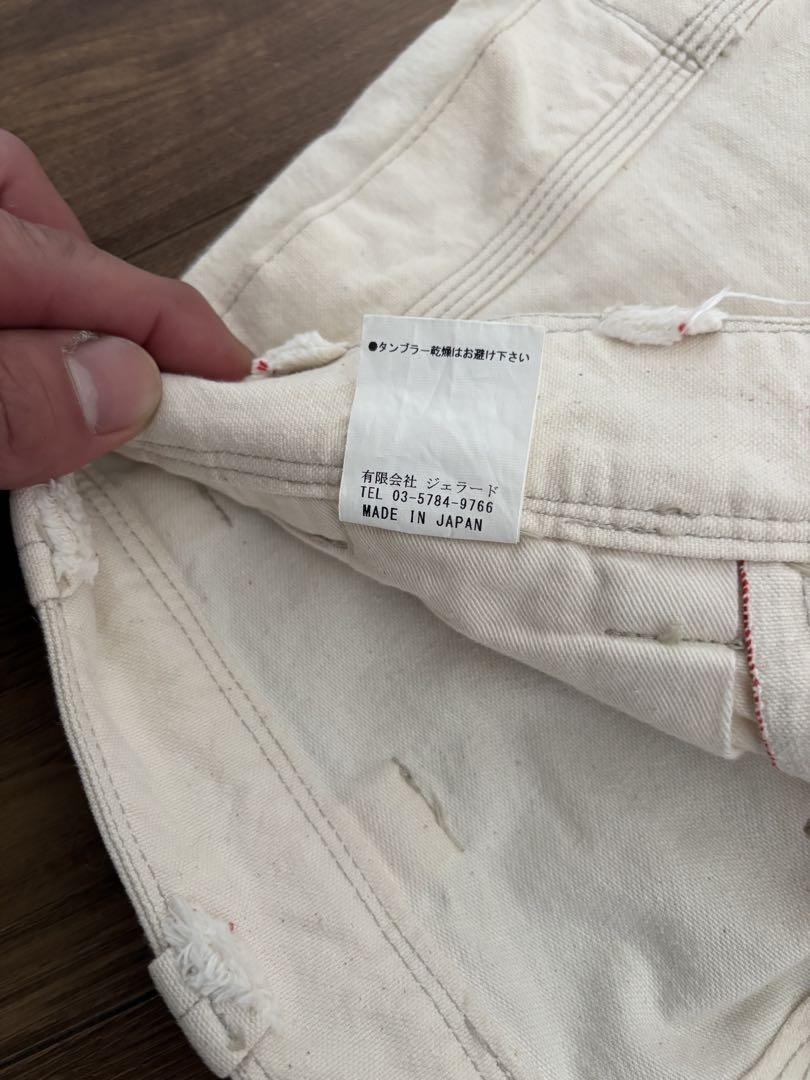 ●タンブラー乾燥はお避け下さい
有限会社 ジェラード
TEL 03-5784-9766
MADE IN JAPAN